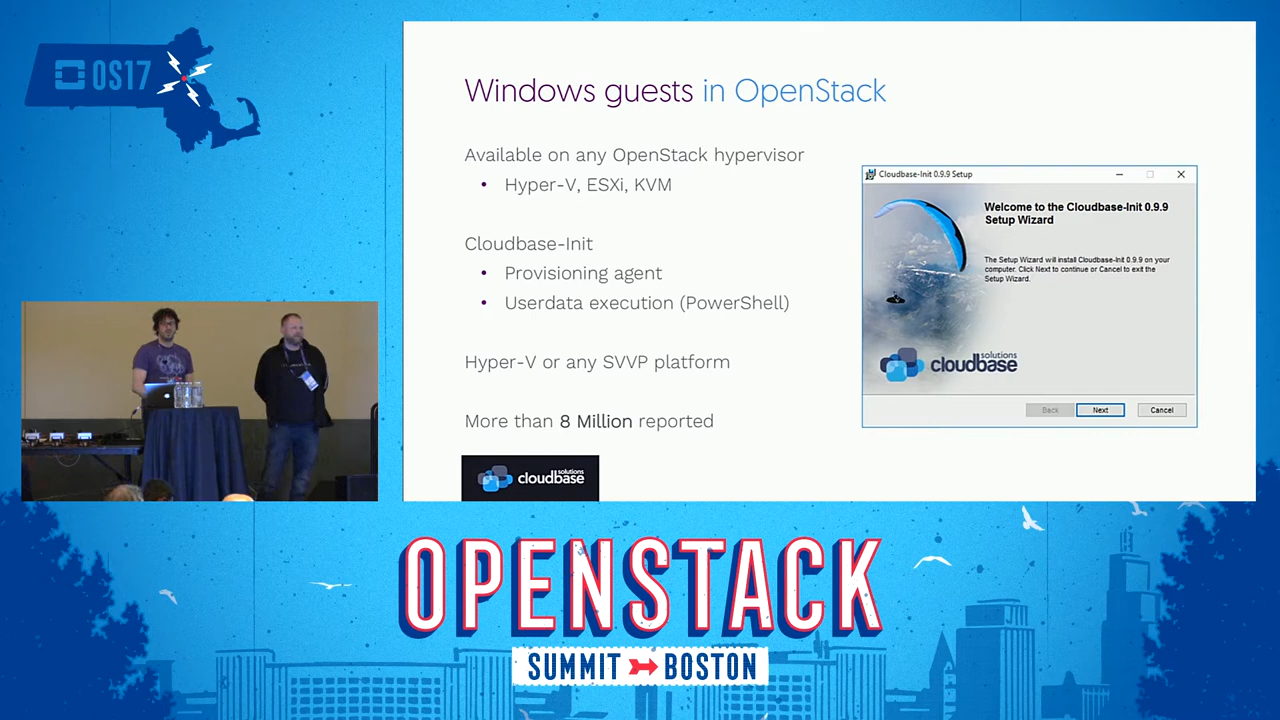 OS17
Windows guests in OpenStack
Available on any OpenStack hypervisor
• Hyper-V, ESXi, KVM
Cloudbase-Init
• Provisioning agent
• Userdata execution (PowerShell)
Hyper-V or any SVVP platform
More than 8 Million reported
cloudbase solutions
Cloudbase-Init 0.9.9 Setup
Welcome to the Cloudbase-Init 0.9.9
Setup Wizard
The Setup Wizard will install Cloudbase-Init 0.9.9 on your
computer. Click Next to continue or Cancel to exit the
Setup Wizard.
cloudbase solutions
Back Next Cancel
OPENSTACK
SUMMIT BOSTON